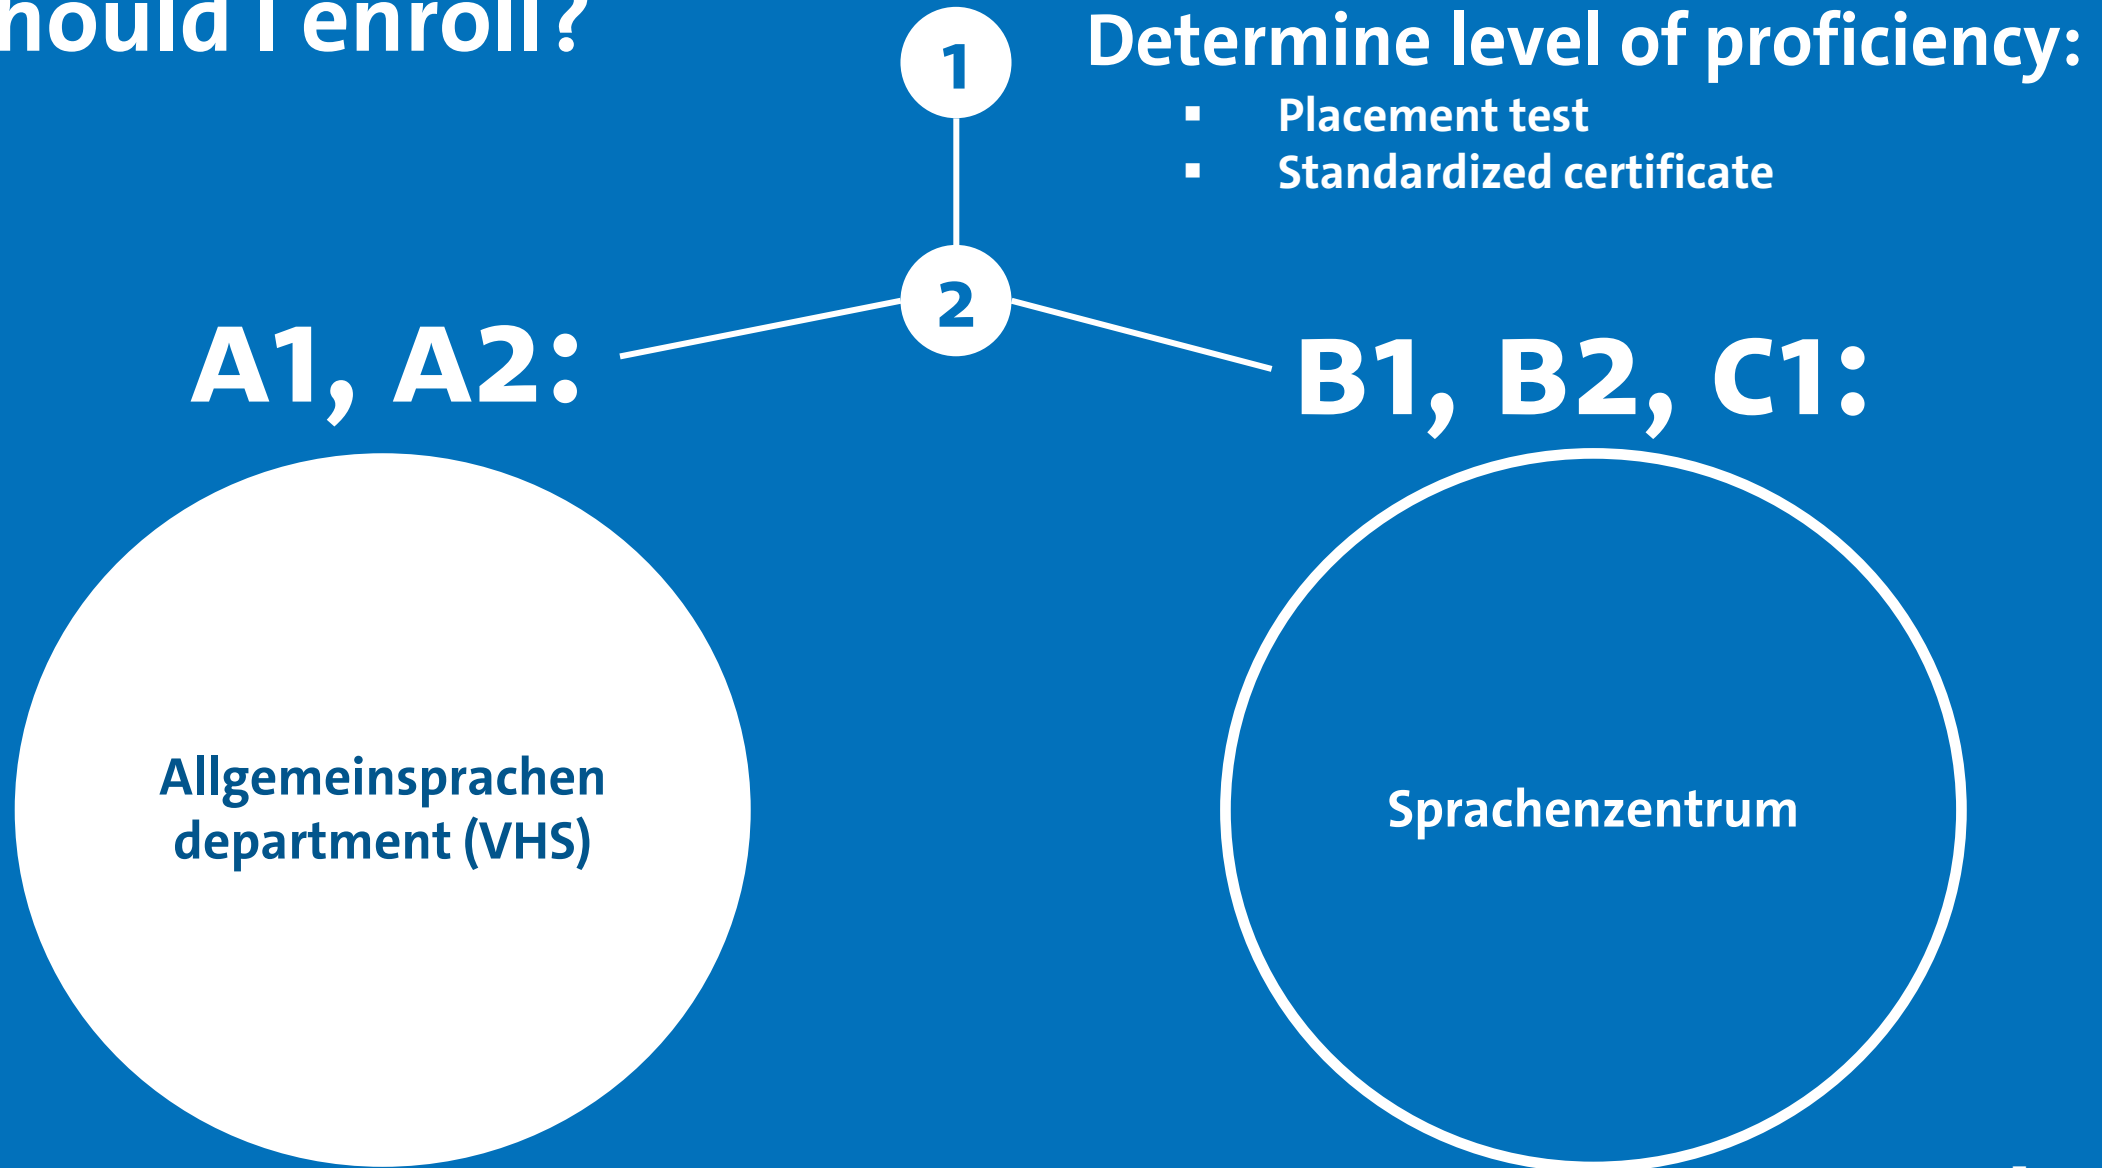 hould I enroll?
1
Determine level of proficiency:
▪ Placement test
▪ Standardized certificate
2
A1, A2:
B1, B2, C1:
Allgemeinsprachen
department (VHS)
Sprachenzentrum